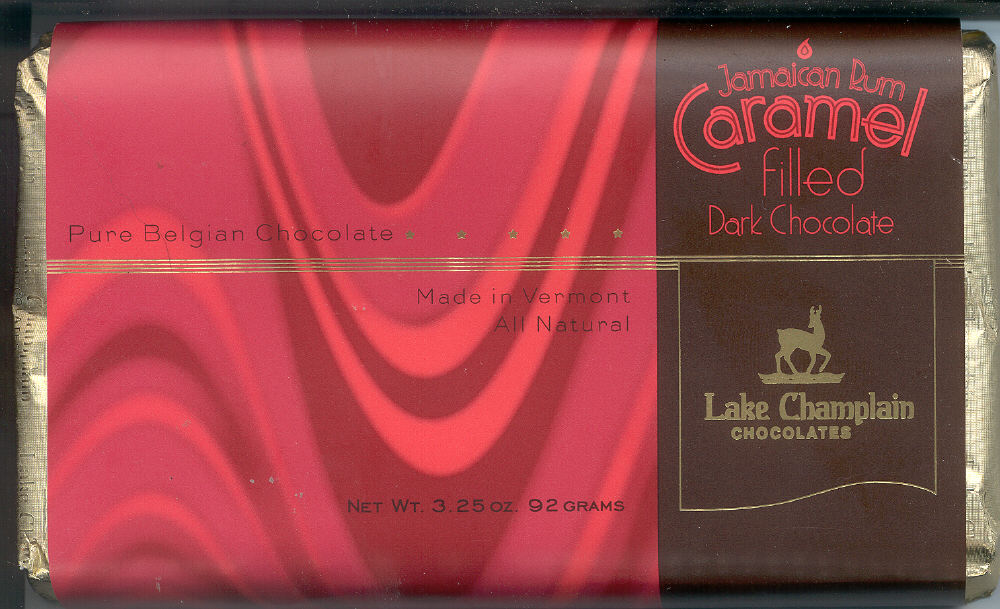 Pure Belgian Chocolate
Made in Vermont
All Natural
NET WT. 3.25 OZ. 92 GRAMS
Jamaican Rum
Caramel
filled
Dark Chocolate
Lake Champlain
CHOCOLATES